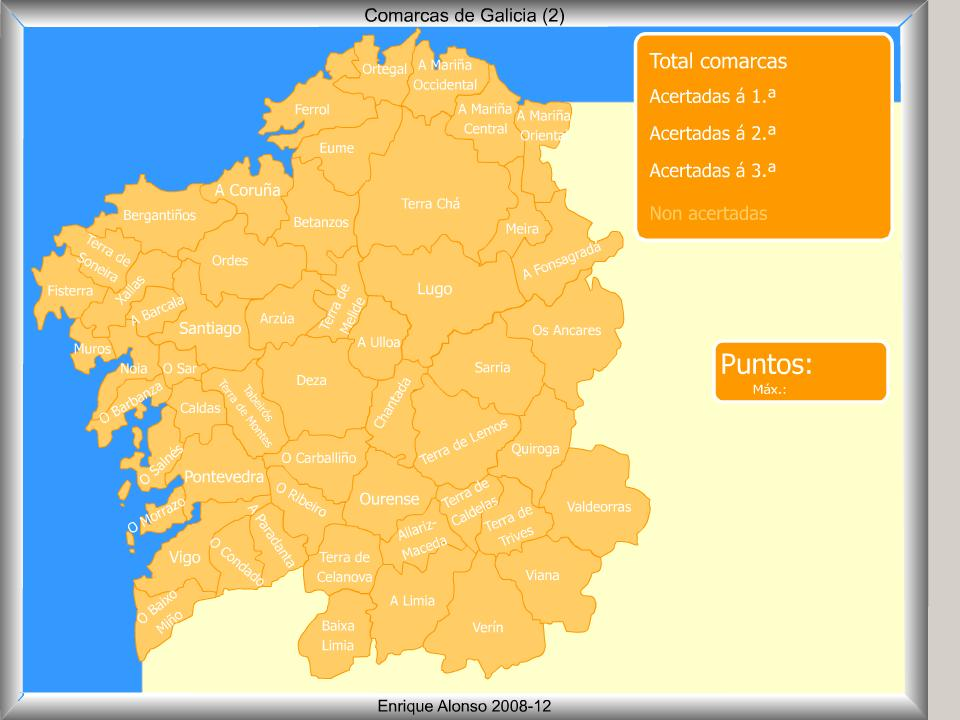 Comarcas de Galicia (2)
Total comarcas
Acertadas á 1.ª
Acertadas á 2.ª
Acertadas á 3.ª
Non acertadas
Puntos:
Máx.:
Ortegal
A Mariña
Occidental
Ferrol
A Mariña
Central
A Mariña
Oriental
Eume
A Coruña
Bergantiños
Betanzos
Terra Chá
Meira
Terra de
Soneira
Ordes
A Fonsagrada
Fisterra
Xallas
Lugo
A Barcala
Santiago
Arzúa
Terra de
Melide
Os Ancares
Muros
A Ulloa
Noia
O Sar
Deza
Sarria
O Barbanza
Caldas
Tabeirós
Terra de Montes
Chantada
Terra de Lemos
Quiroga
O Salnés
Pontevedra
O Carballiño
O Ribeiro
Ourense
Terra de
Caldelas
Valdeorras
O Morrazo
A Paradanta
Allariz-
Maceda
Terra de
Trives
Vigo
O Condado
Terra de
Celanova
Viana
O Baixo
Miño
A Limia
Baixa
Limia
Verín
Enrique Alonso 2008-12